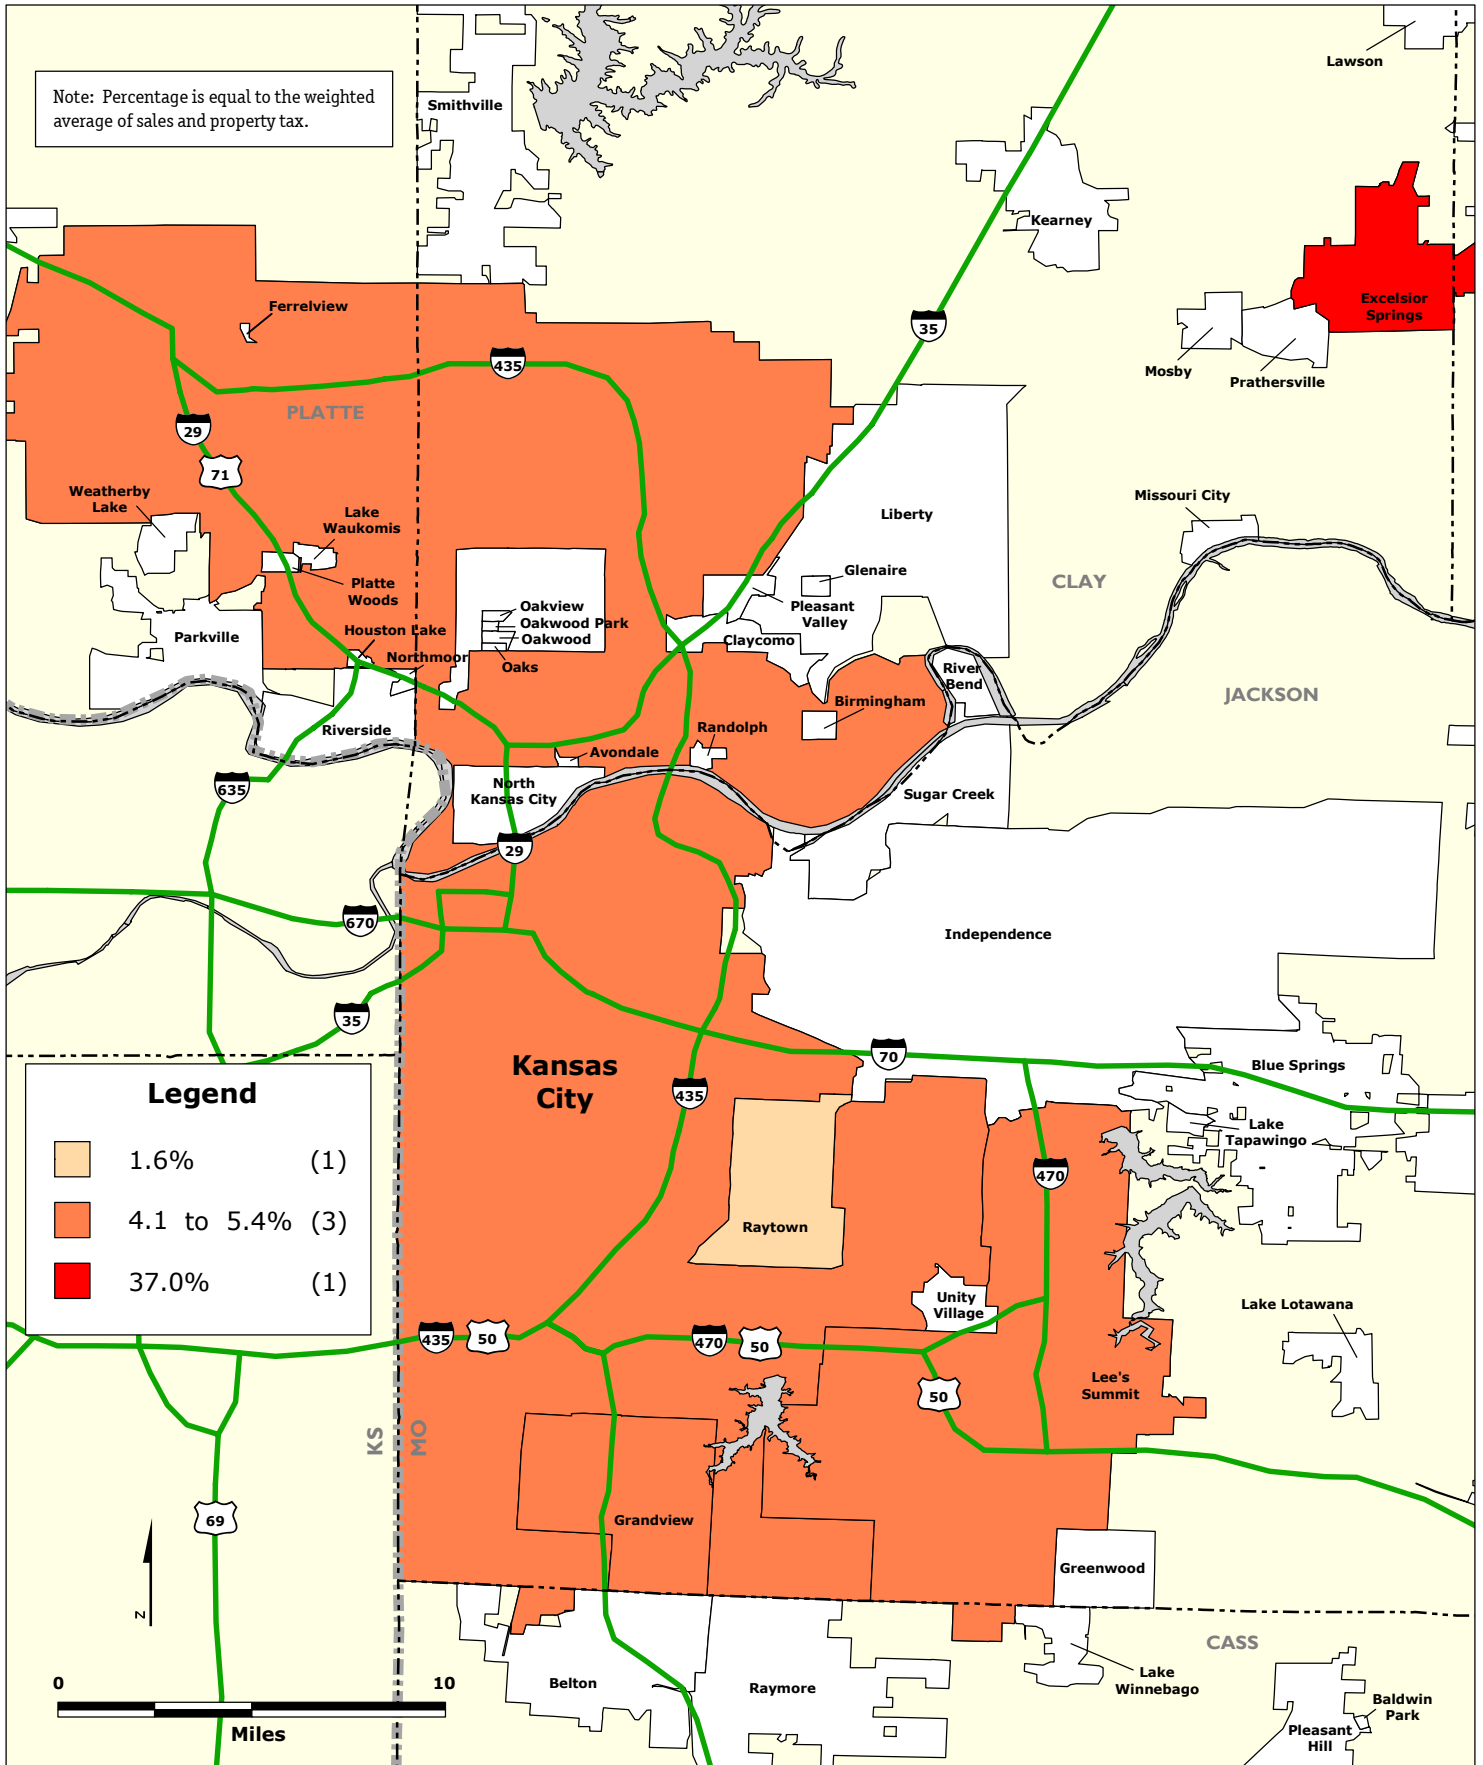 Note: Percentage is equal to the weighted
average of sales and property tax.
Smithville
Lawson
Kearney
Excelsior
Springs
Mosby
Prathersville
Ferrelview
35
435
PLATTE
29
71
Weatherby
Lake
Lake
Waukomis
Platte
Woods
Liberty
Missouri City
Glenaire
CLAY
Pleasant
Valley
Oakview
Oakwood Park
Oakwood
Oaks
Claycomo
Parkville
Houston Lake
Northmoor
River
Bend
JACKSON
Birmingham
Riverside
Randolph
Avondale
635
North
Kansas City
Sugar Creek
29
670
Independence
35
Kansas
City
70
Blue Springs
435
Lake
Tapawingo
470
Legend
1.6% (1)
4.1 to 5.4% (3)
37.0% (1)
Raytown
Unity
Village
Lake Lotawana
435
50
470
50
50
Lee's
Summit
KS
MO
69
Grandview
Greenwood
N
CASS
Lake
Winnebago
Belton
Raymore
Baldwin
Park
Pleasant
Hill
0 10
Miles